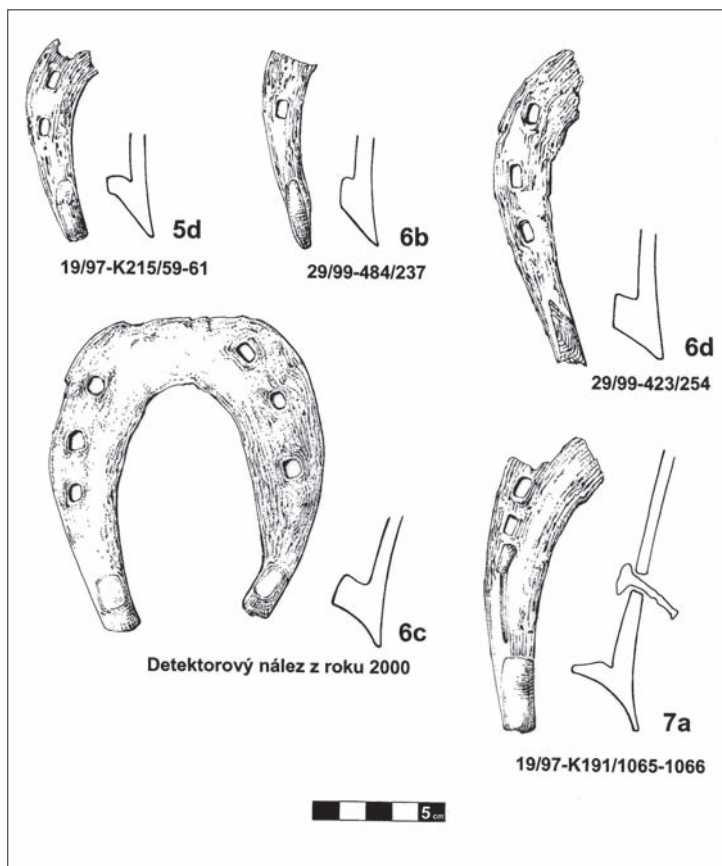 5d
19/97-K215/59-61
6b
29/99-484/237
6d
29/99-423/254
6c
Detektorový nález z roku 2000
7a
19/97-K191/1065-1066
5 cm